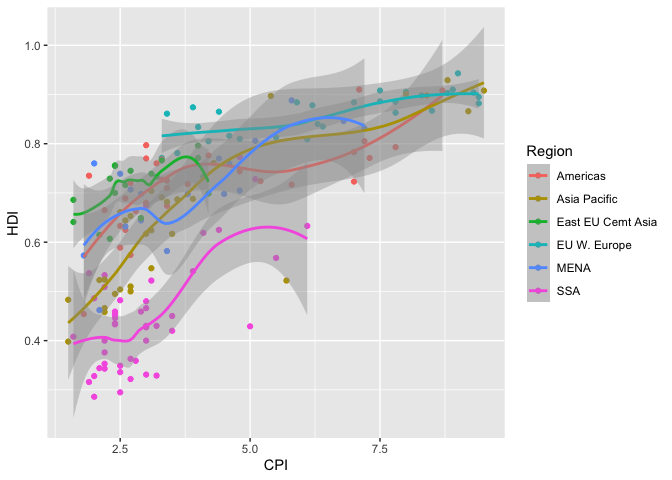 1.0
0.8
0.6
0.4
HDI
2.5
5.0
7.5
CPI
Region
Americas
Asia Pacific
East EU Cemt Asia
EU W. Europe
MENA
SSA